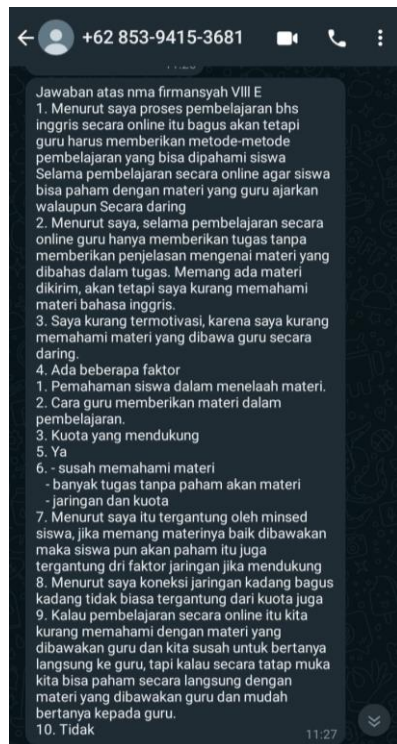 +62 853-9415-3681
Jawaban atas nma firmansyah VIII E
1. Menurut saya proses pembelajaran bhs
inggris secara online itu bagus akan tetapi
guru harus memberikan metode-metode
pembelajaran yang bisa dipahami siswa
Selama pembelajaran secara online agar siswa
bisa paham dengan materi yang guru ajarkan
walaupun Secara daring
2. Menurut saya, selama pembelajaran secara
online guru hanya memberikan tugas tanpa
memberikan penjelasan mengenai materi yang
dibahas dalam tugas. Memang ada materi
dikirim, akan tetapi saya kurang memahami
materi bahasa inggris.
3. Saya kurang termotivasi, karena saya kurang
memahami materi yang dibawa guru secara
daring.
4. Ada beberapa faktor
1. Pemahaman siswa dalam menelaah materi.
2. Cara guru memberikan materi dalam
pembelajaran.
3. Kuota yang mendukung
5. Ya
6. - susah memahami materi
- banyak tugas tanpa paham akan materi
- jaringan dan kuota
7. Menurut saya itu tergantung oleh minsed
siswa, jika memang materinya baik dibawakan
maka siswa pun akan paham itu juga
tergantung dri faktor jaringan jika mendukung
8. Menurut saya koneksi jaringan kadang bagus
kadang tidak biasa tergantung dari kuota juga
9. Kalau pembelajaran secara online itu kita
kurang memahami dengan materi yang
dibawakan guru dan kita susah untuk bertanya
langsung ke guru, tapi kalau secara tatap muka
kita bisa paham secara langsung dengan
materi yang dibawakan guru dan mudah
bertanya kepada guru.
10. Tidak
11:27